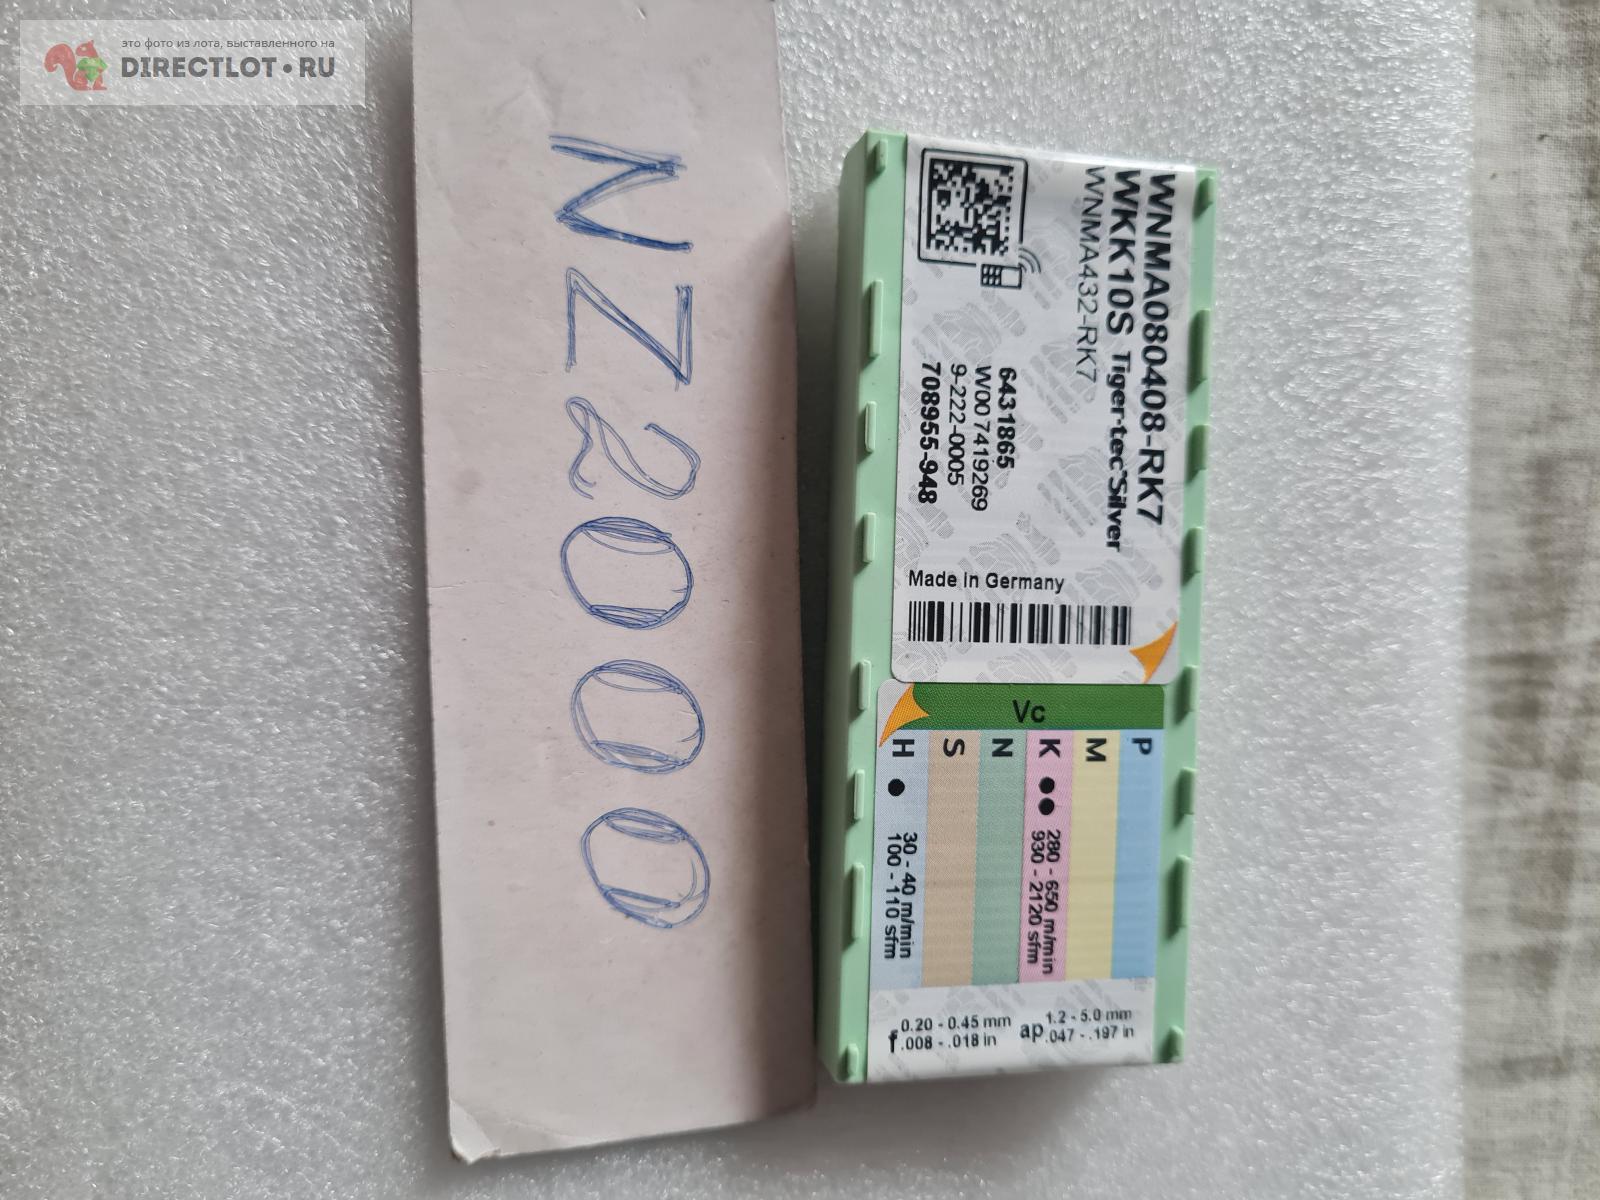 это фото из лота, выставленного на
DIRECTLOT.RU
NZ2000
WNMA080408-RK7
WKK10S Tiger·tec®Silver
WNMA432-RK7
6431865
W00 7419269
9-222-0005
708955-948
Made in Germany
Vc
P
M
K ●● 280 - 650 m/min
930 - 2120 sfm
N
S
H ● 30 - 40 m/min
100 - 110 sfm
ap 1.2 - 5.0 mm
.047 - .197 in
f 0.20 - 0.45 mm
.008 - .018 in